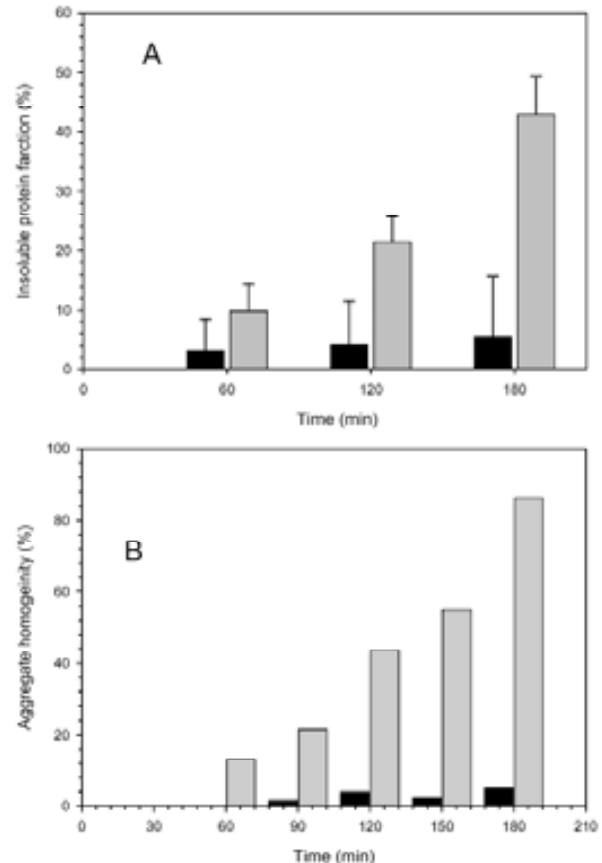 60
A
50
40
30
20
10
0
Insoluble protein farction (%)
0 60 120 180
Time (min)
100
80
B
60
40
20
0
Aggregate homogeinity (%)
0 30 60 90 120 150 180 210
Time (min)